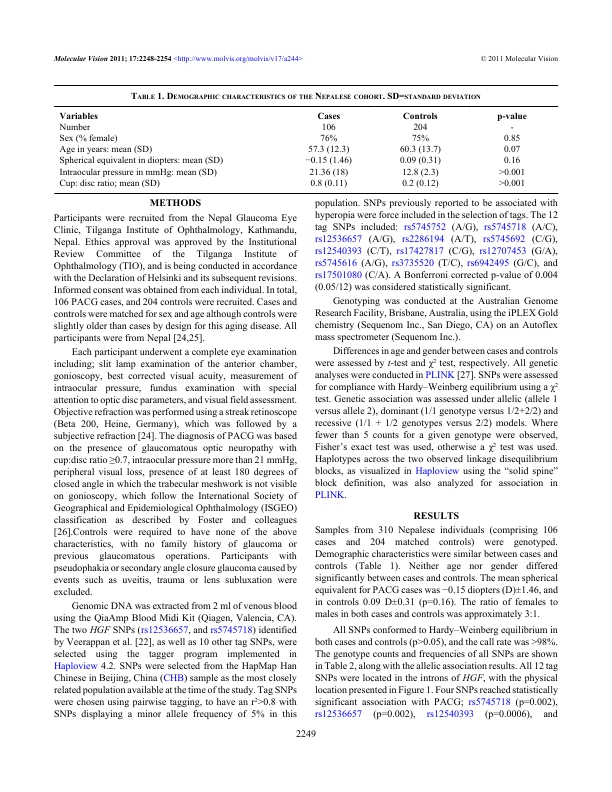 Molecular Vision 2011; 17:2248-2254 <http://www.molvis.org/molvis/v17/a244>
© 2011 Molecular Vision
Table 1. Demographic characteristics of the Nepalese cohort. SD=standard deviation
Variables Cases Controls p-value
Number 106 204 -
Sex (% female) 76% 75% 0.85
Age in years: mean (SD) 57.3 (12.3) 60.3 (13.7) 0.07
Spherical equivalent in diopters: mean (SD) −0.15 (1.46) 0.09 (0.31) 0.16
Intraocular pressure in mmHg: mean (SD) 21.36 (18) 12.8 (2.3) >0.001
Cup: disc ratio; mean (SD) 0.8 (0.11) 0.2 (0.12) >0.001
METHODS
Participants were recruited from the Nepal Glaucoma Eye
Clinic, Tilganga Institute of Ophthalmology, Kathmandu,
Nepal. Ethics approval was approved by the Institutional
Review Committee of the Tilganga Institute of
Ophthalmology (TIO), and is being conducted in accordance
with the Declaration of Helsinki and its subsequent revisions.
Informed consent was obtained from each individual. In total,
106 PACG cases, and 204 controls were recruited. Cases and
controls were matched for sex and age although controls were
slightly older than cases by design for this aging disease. All
participants were from Nepal [24,25].
Each participant underwent a complete eye examination
including; slit lamp examination of the anterior chamber,
gonioscopy, best corrected visual acuity, measurement of
intraocular pressure, fundus examination with special
attention to optic disc parameters, and visual field assessment.
Objective refraction was performed using a streak retinoscope
(Beta 200, Heine, Germany), which was followed by a
subjective refraction [24]. The diagnosis of PACG was based
on the presence of glaucomatous optic neuropathy with
cup:disc ratio ≥0.7, intraocular pressure more than 21 mmHg,
peripheral visual loss, presence of at least 180 degrees of
closed angle in which the trabecular meshwork is not visible
on gonioscopy, which follow the International Society of
Geographical and Epidemiological Ophthalmology (ISGEO)
classification as described by Foster and colleagues
[26].Controls were required to have none of the above
characteristics, with no family history of glaucoma or
previous glaucomatous operations. Participants with
pseudophakia or secondary angle closure glaucoma caused by
events such as uveitis, trauma or lens subluxation were
excluded.
Genomic DNA was extracted from 2 ml of venous blood
using the QiaAmp Blood Midi Kit (Qiagen, Valencia, CA).
The two HGF SNPs (rs12536657, and rs5745718) identified
by Veerappan et al. [22], as well as 10 other tag SNPs, were
selected using the tagger program implemented in
Haploview 4.2. SNPs were selected from the HapMap Han
Chinese in Beijing, China (CHB) sample as the most closely
related population available at the time of the study. Tag SNPs
were chosen using pairwise tagging, to have an r²>0.8 with
SNPs displaying a minor allele frequency of 5% in this
population. SNPs previously reported to be associated with
hyperopia were force included in the selection of tags. The 12
tag SNPs included: rs5745752 (A/G), rs5745718 (A/C),
rs12536657 (A/G), rs2286194 (A/T), rs5745692 (C/G),
rs12540393 (C/T), rs17427817 (C/G), rs12707453 (A/G),
rs5745616 (A/G), rs3735520 (T/C), rs6942495 (G/C), and
rs17501080 (C/A). A Bonferroni corrected p-value of 0.004
(0.05/12) was considered statistically significant.
Genotyping was conducted at the Australian Genome
Research Facility, Brisbane, Australia, using the iPLEX Gold
chemistry (Sequenom Inc., San Diego, CA) on an Autoflex
mass spectrometer (Sequenom Inc.).
Differences in age and gender between cases and controls
were assessed by t-test and χ² test, respectively. All genetic
analyses were conducted in PLINK [27]. SNPs were assessed
for compliance with Hardy–Weinberg equilibrium using a χ²
test. Genetic association was assessed under allelic (allele 1
versus allele 2), dominant (1/1 genotype versus 1/2+2/2) and
recessive (1/1 + 1/2 genotypes versus 2/2) models. Where
fewer than 5 counts for a given genotype were observed,
Fisher's exact test was used, otherwise a χ² test was used.
Haplotypes across the two observed linkage disequilibrium
blocks, as visualized in Haploview using the “solid spine”
block definition, was also analyzed for association in
PLINK.
RESULTS
Samples from 310 Nepalese individuals (comprising 106
cases and 204 matched controls) were genotyped.
Demographic characteristics were similar between cases and
controls (Table 1). Neither age nor gender differed
significantly between cases and controls. The mean spherical
equivalent for PACG cases was −0.15 diopters (D)±1.46, and
in controls 0.09 D±0.31 (p=0.16). The ratio of females to
males in both cases and controls was approximately 3:1.
All SNPs conformed to Hardy–Weinberg equilibrium in
both cases and controls (p>0.05), and the call rate was >98%.
The genotype counts and frequencies of all SNPs are shown
in Table 2, along with the allelic association results. All 12 tag
SNPs were located in the introns of HGF, with the physical
location presented in Figure 1. Four SNPs reached statistically
significant association with PACG; rs5745718 (p=0.002),
rs12536657 (p=0.002), rs12540393 (p=0.0006), and
2249